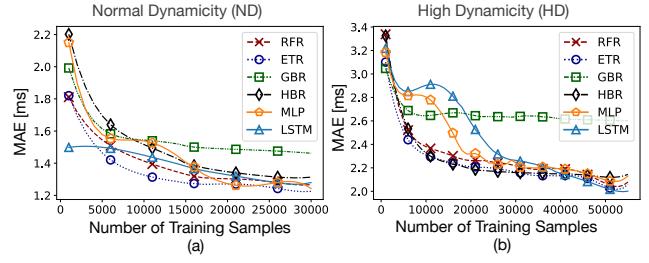 Normal Dynamicity (ND)
2.2
2.0
1.8
1.6
1.4
1.2
MAE [ms]
RFR
ETR
GBR
HBR
MLP
LSTM
0 5000 10000 15000 20000 25000 30000
Number of Training Samples
(a)
High Dynamicity (HD)
3.4
3.2
3.0
2.8
2.6
2.4
2.2
2.0
MAE [ms]
RFR
ETR
GBR
HBR
MLP
LSTM
0 10000 20000 30000 40000 50000
Number of Training Samples
(b)